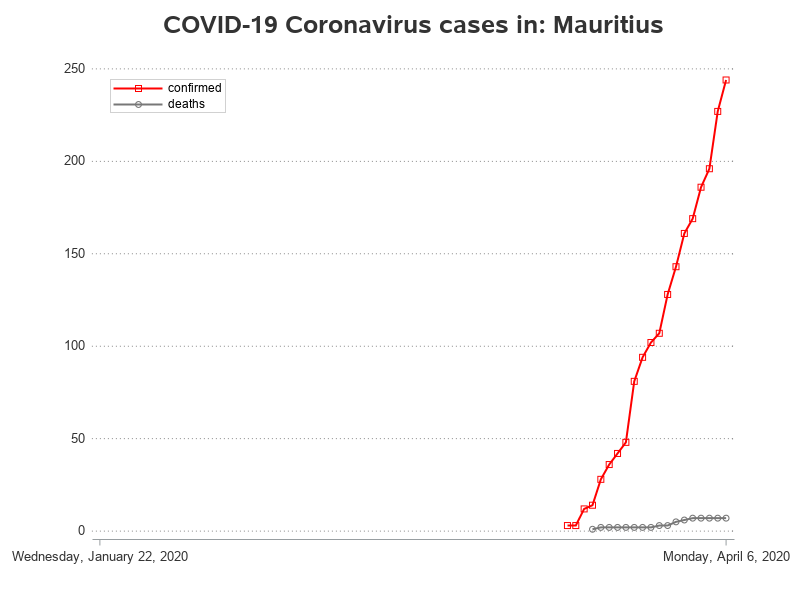 COVID-19 Coronavirus cases in: Mauritius
250
confirmed
deaths
200
150
100
50
0
Wednesday, January 22, 2020 Monday, April 6, 2020